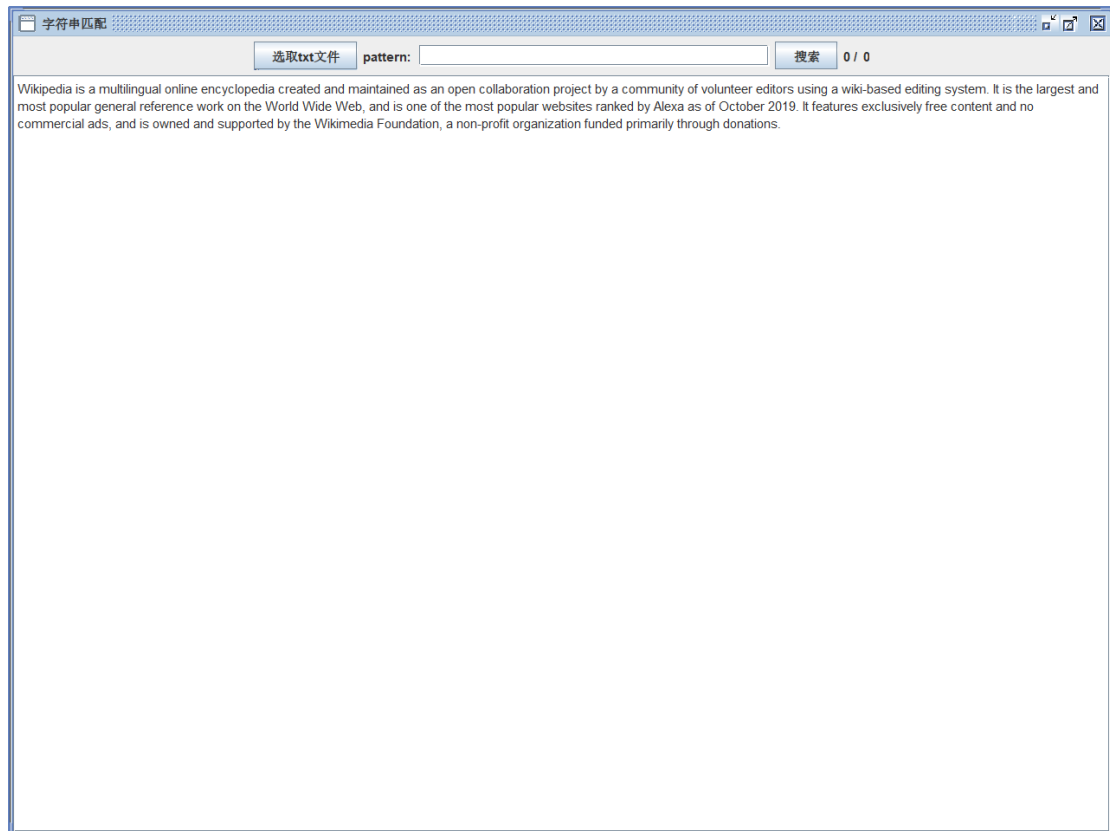 字符串匹配
选取txt文件 pattern: 搜索 0 / 0
Wikipedia is a multilingual online encyclopedia created and maintained as an open collaboration project by a community of volunteer editors using a wiki-based editing system. It is the largest and
most popular general reference work on the World Wide Web, and is one of the most popular websites ranked by Alexa as of October 2019. It features exclusively free content and no
commercial ads, and is owned and supported by the Wikimedia Foundation, a non-profit organization funded primarily through donations.